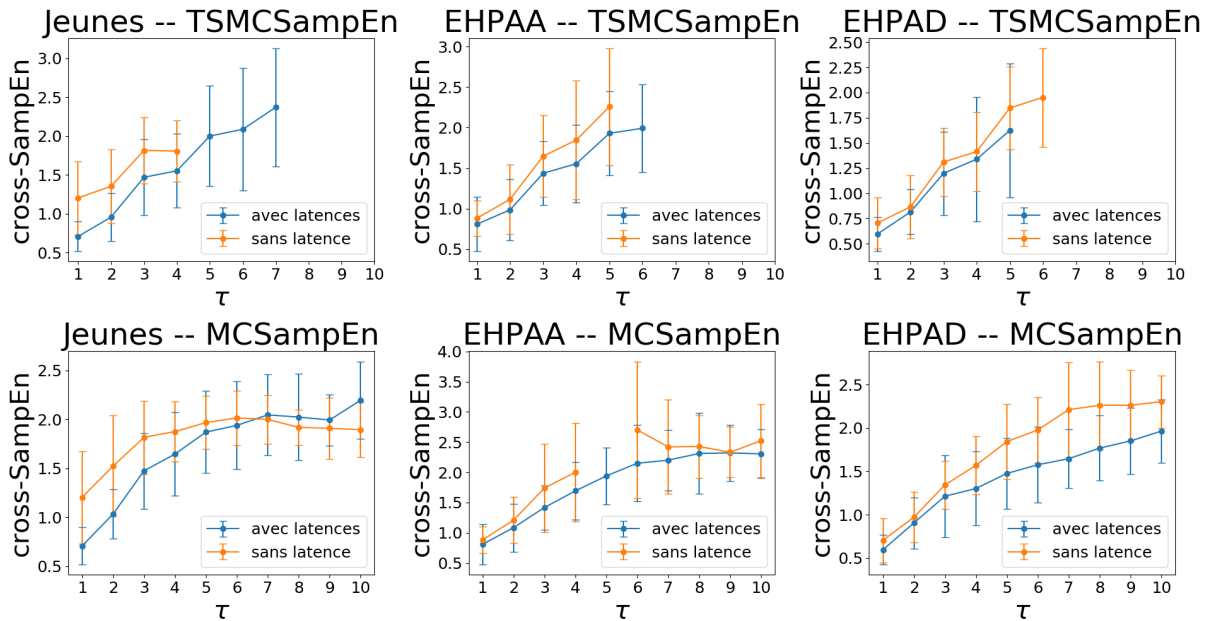 Jeunes -- TSMCSampEn
cross-SampEn
3.0
2.5
2.0
1.5
1.0
0.5
avec latences
sans latence
1 2 3 4 5 6 7 8 9 10
τ
EHPAA -- TSMCSampEn
cross-SampEn
3.0
2.5
2.0
1.5
1.0
0.5
avec latences
sans latence
1 2 3 4 5 6 7 8 9 10
τ
EHPAD -- TSMCSampEn
cross-SampEn
2.50
2.25
2.00
1.75
1.50
1.25
1.00
0.75
0.50
avec latences
sans latence
1 2 3 4 5 6 7 8 9 10
τ
Jeunes -- MCSampEn
cross-SampEn
2.5
2.0
1.5
1.0
0.5
avec latences
sans latence
1 2 3 4 5 6 7 8 9 10
τ
EHPAA -- MCSampEn
cross-SampEn
4.0
3.5
3.0
2.5
2.0
1.5
1.0
0.5
avec latences
sans latence
1 2 3 4 5 6 7 8 9 10
τ
EHPAD -- MCSampEn
cross-SampEn
2.5
2.0
1.5
1.0
0.5
avec latences
sans latence
1 2 3 4 5 6 7 8 9 10
τ